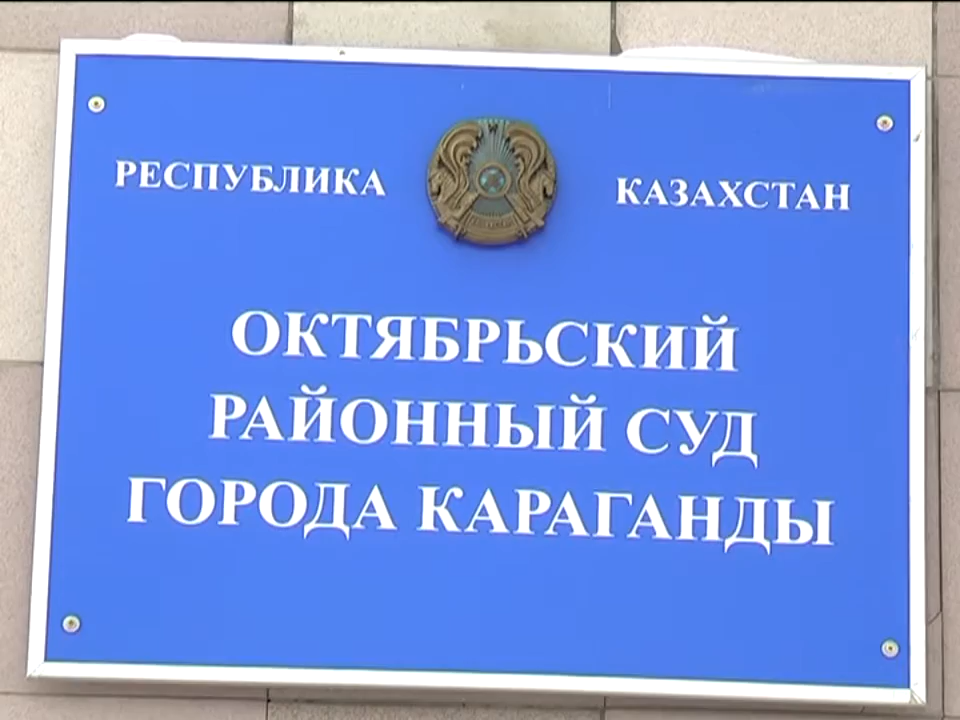 РЕСПУБЛИКА КАЗАХСТАН
ОКТЯБРЬСКИЙ
РАЙОННЫЙ СУД
ГОРОДА КАРАГАНДЫ